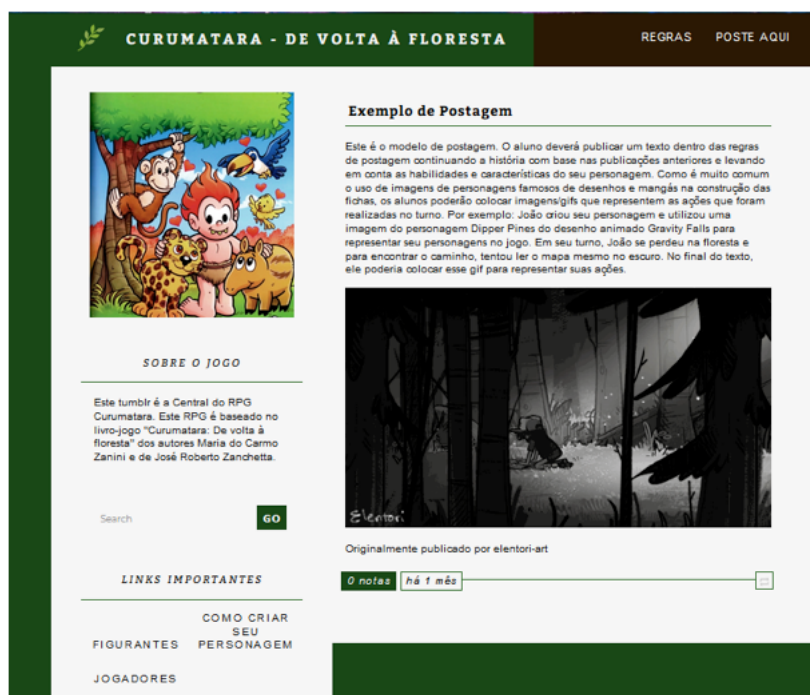 CURUMATARA - DE VOLTA À FLORESTA
REGRAS
POSTE AQUI
SOBRE O JOGO
Este tumblr é a Central do RPG
Curumatara. Este RPG é baseado no
livro-jogo "Curumatara: De volta à
floresta" dos autores Maria do Carmo
Zanini e de José Roberto Zanchetta.
Search
GO
LINKS IMPORTANTES
FIGURANTES
COMO CRIAR
SEU
PERSONAGEM
JOGADORES
Exemplo de Postagem
Este é o modelo de postagem. O aluno deverá publicar um texto dentro das regras
de postagem continuando a história com base nas publicações anteriores e levando
em conta as habilidades e características do seu personagem. Como é muito comum
o uso de imagens de personagens famosos de desenhos e mangás na construção das
fichas, os alunos poderão colocar imagens/gifs que representem as ações que foram
realizadas no turno. Por exemplo: João criou seu personagem e utilizou uma
imagem do personagem Dipper Pines do desenho animado Gravity Falls para
representar seu personagens no jogo. Em seu turno, João se perdeu na floresta e
para encontrar o caminho, tentou ler o mapa mesmo no escuro. No final do texto,
ele poderia colocar esse gif para representar suas ações.
Elentori
Originalmente publicado por elentori-art
0 notas
há 1 mês